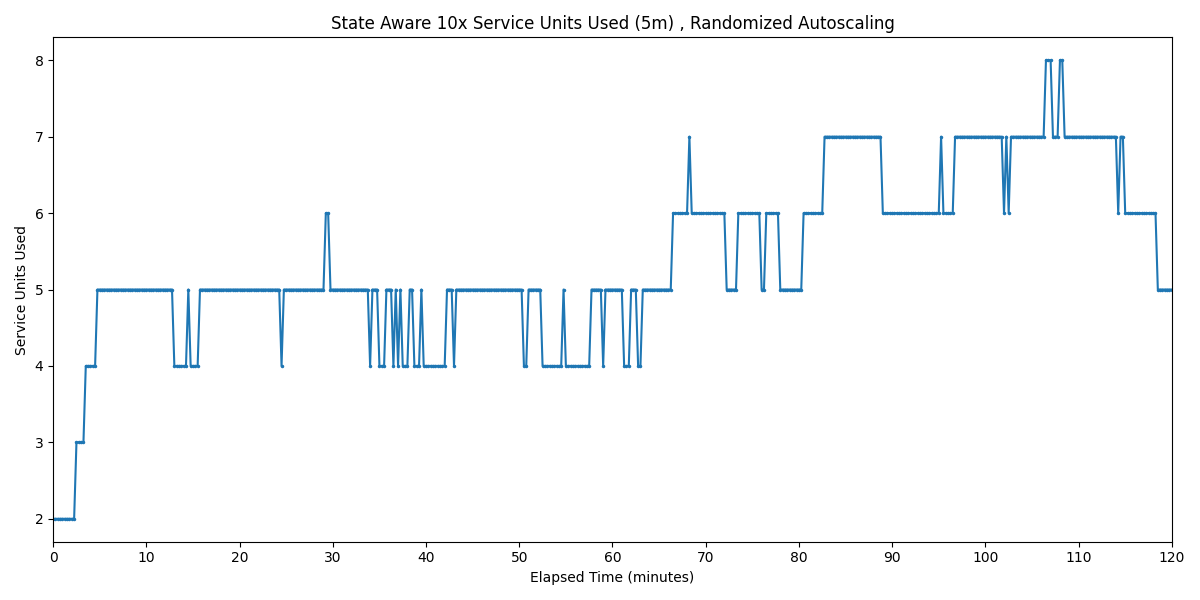 State Aware 10x Service Units Used (5m) , Randomized Autoscaling
Service Units Used
8
7
6
5
4
3
2
0 10 20 30 40 50 60 70 80 90 100 110 120
Elapsed Time (minutes)